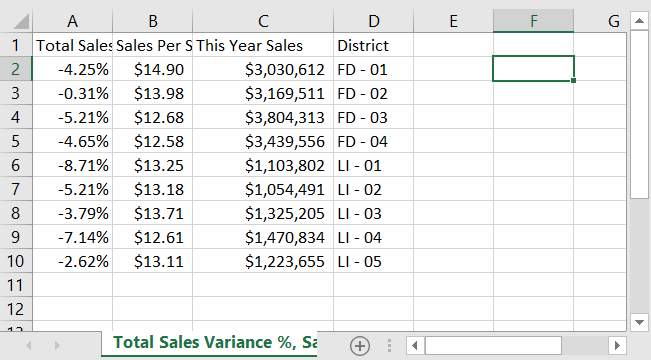 A B C D E F G
1 Total Sales Sales Per S This Year Sales District
2 -4.25% $14.90 $3,030,612 FD - 01
3 -0.31% $13.98 $3,169,511 FD - 02
4 -5.21% $12.68 $3,804,313 FD - 03
5 -4.65% $12.58 $3,439,556 FD - 04
6 -8.71% $13.25 $1,103,802 LI - 01
7 -5.21% $13.18 $1,054,491 LI - 02
8 -3.79% $13.71 $1,325,205 LI - 03
9 -7.14% $12.61 $1,470,834 LI - 04
10 -2.62% $13.11 $1,223,655 LI - 05
11
12
Total Sales Variance %, Sa